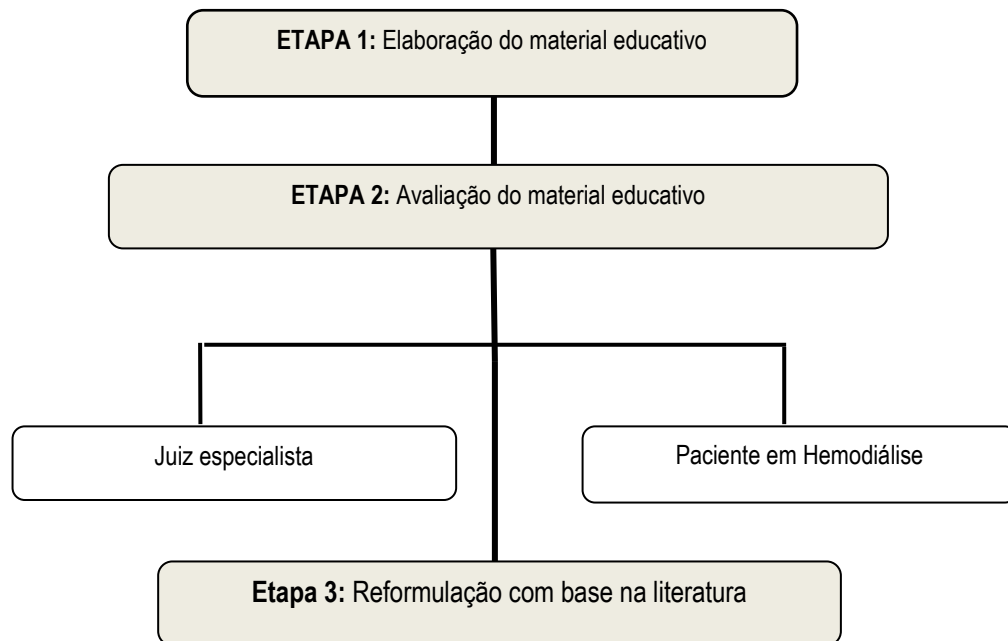 ETAPA 1: Elaboração do material educativo
ETAPA 2: Avaliação do material educativo
Juiz especialista
Paciente em Hemodiálise
Etapa 3: Reformulação com base na literatura